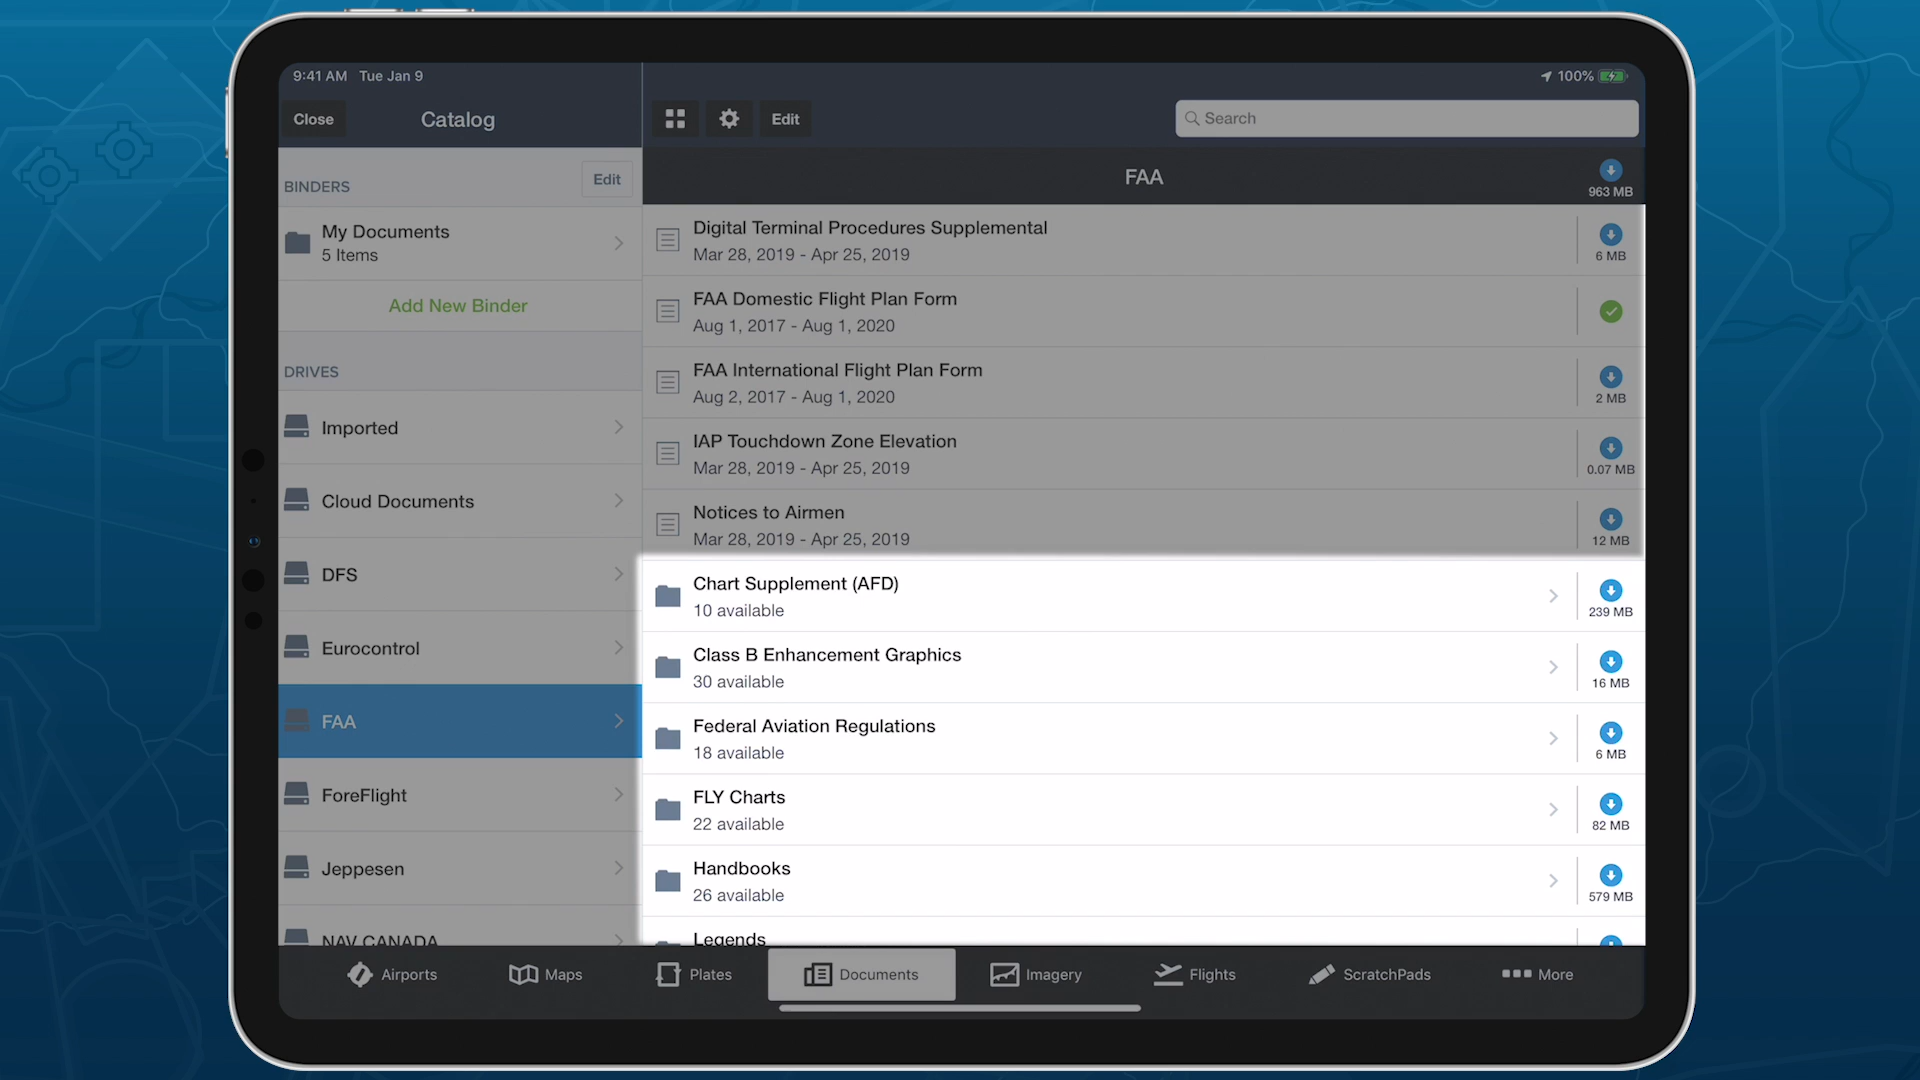 9:41 AM Tue Jan 9
100%
Close
Catalog
Edit
Search
BINDERS
Edit
My Documents
5 Items
Add New Binder
DRIVES
Imported
Cloud Documents
DFS
Eurocontrol
FAA
ForeFlight
Jeppesen
NAV CANADA
FAA
963 MB
Digital Terminal Procedures Supplemental
Mar 28, 2019 - Apr 25, 2019
6 MB
FAA Domestic Flight Plan Form
Aug 1, 2017 - Aug 1, 2020
FAA International Flight Plan Form
Aug 2, 2017 - Aug 1, 2020
2 MB
IAP Touchdown Zone Elevation
Mar 28, 2019 - Apr 25, 2019
0.07 MB
Notices to Airmen
Mar 28, 2019 - Apr 25, 2019
12 MB
Chart Supplement (AFD)
10 available
239 MB
Class B Enhancement Graphics
30 available
16 MB
Federal Aviation Regulations
18 available
6 MB
FLY Charts
22 available
82 MB
Handbooks
26 available
579 MB
Legends
Airports
Maps
Plates
Documents
Imagery
Flights
ScratchPads
More